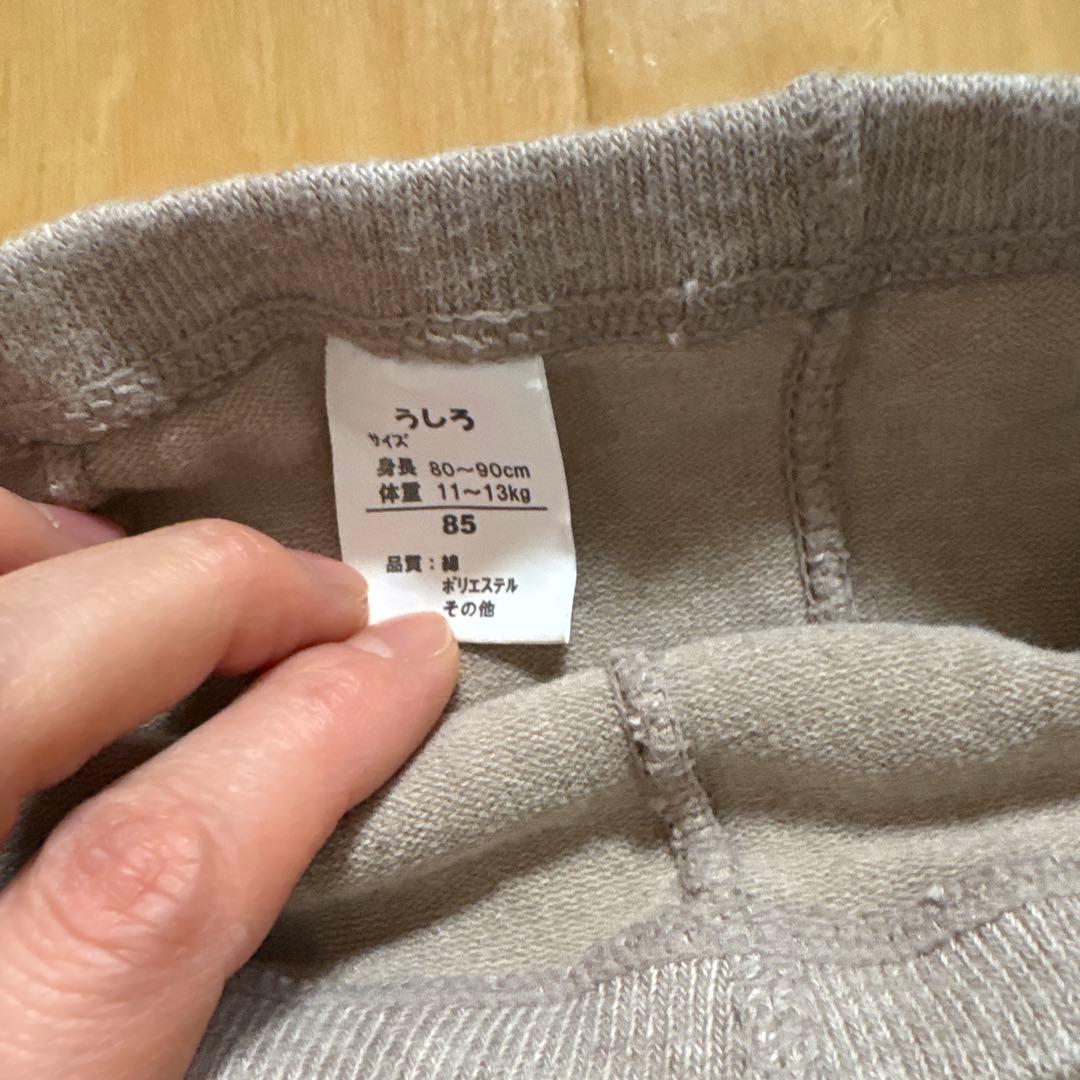 うしろ
サイズ
身長 80〜90cm
体重 11〜13kg
85
品質：綿
ポリエステル
その他